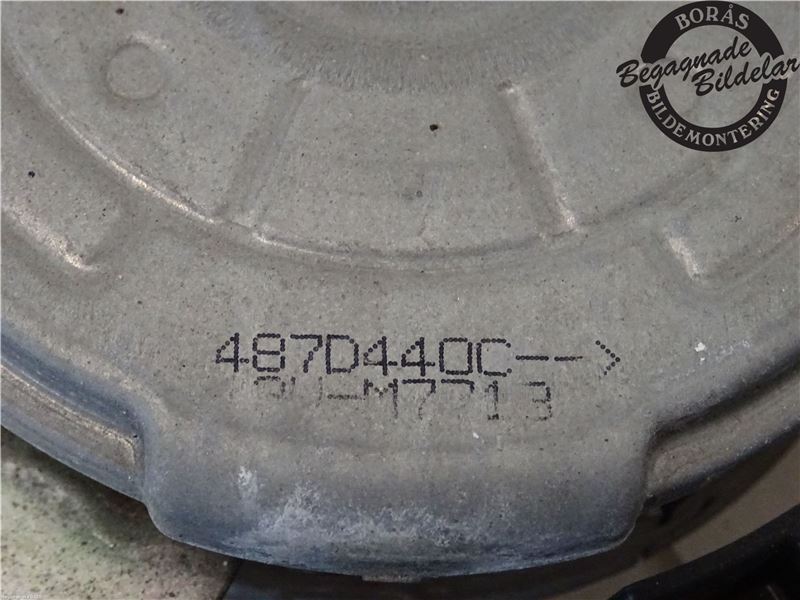 BORÅS
Begagnade
Bildelar
BILDEMONTERING
487D440C-->